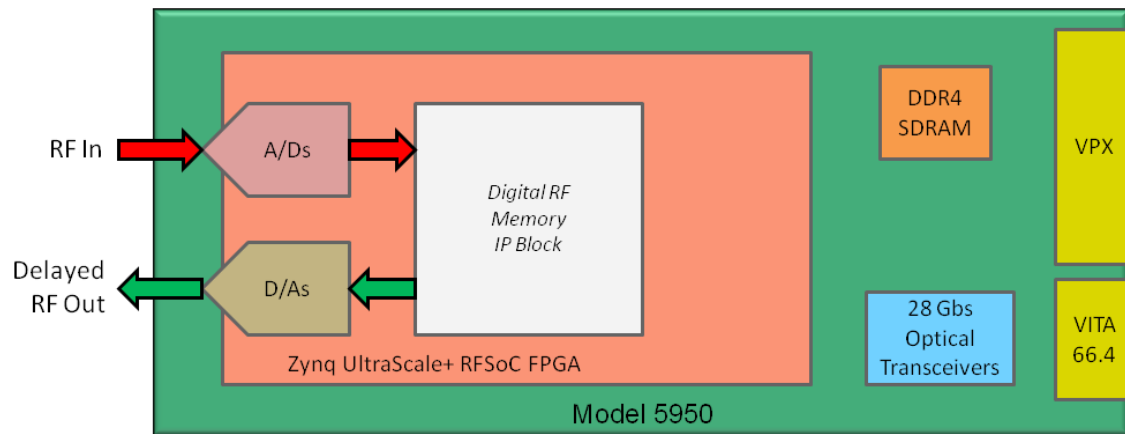 RF In
A/Ds
Digital RF
Memory
IP Block
Delayed
RF Out
D/As
Zynq UltraScale+ RFSoC FPGA
DDR4
SDRAM
28 Gbs
Optical
Transceivers
VPX
VITA
66.4
Model 5950